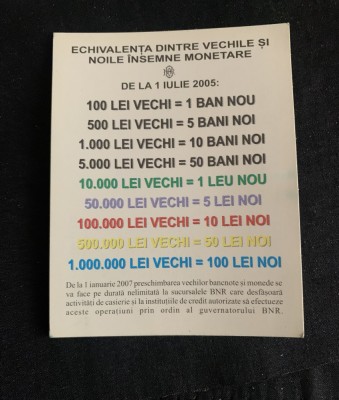 ECHIVALENȚA DINTRE VECHILE ȘI
NOILE ÎNSEMNE MONETARE
DE LA 1 IULIE 2005:
100 LEI VECHI = 1 BAN NOU
500 LEI VECHI = 5 BANI NOI
1.000 LEI VECHI = 10 BANI NOI
5.000 LEI VECHI = 50 BANI NOI
10.000 LEI VECHI = 1 LEU NOU
50.000 LEI VECHI = 5 LEI NOI
100.000 LEI VECHI = 10 LEI NOI
500.000 LEI VECHI = 50 LEI NOI
1.000.000 LEI VECHI = 100 LEI NOI
De la 1 ianuarie 2007 preschimbarea vechilor bancnote și monede se
va face pe durată nelimitată la sucursalele BNR care desfășoară
activități de casierie și la instituțiile de credit autorizate să efectueze
aceste operațiuni prin ordin al guvernatorului BNR.